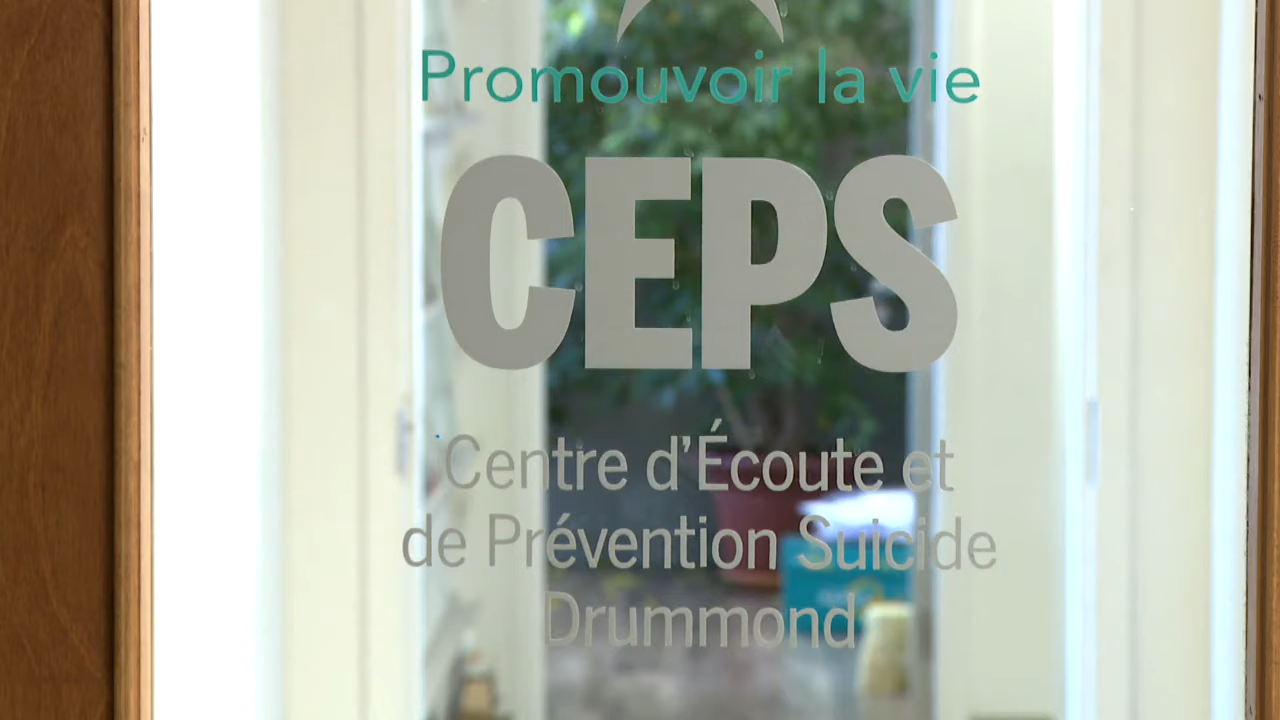 Promouvoir la vie
CEPS
Centre d'Écoute et
de Prévention Suicide
Drummond